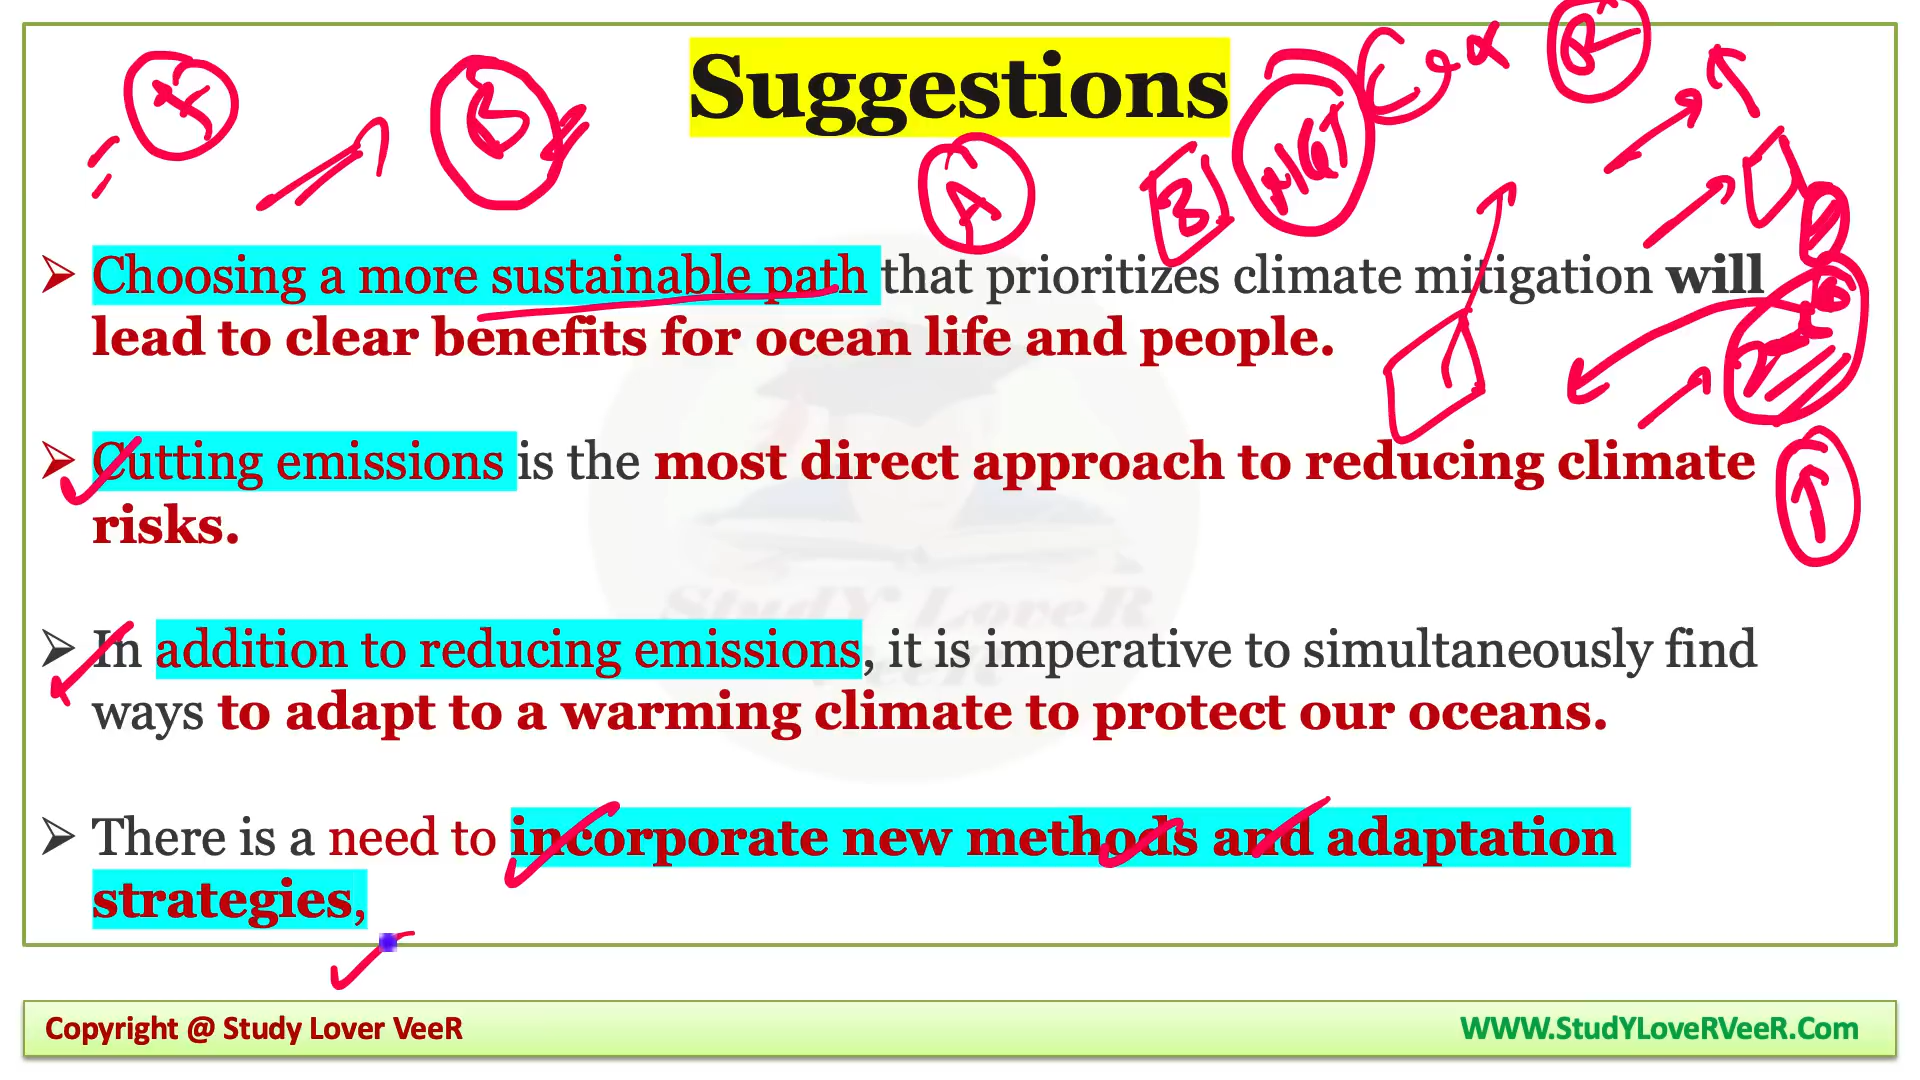 Suggestions
➢ Choosing a more sustainable path that prioritizes climate mitigation will
lead to clear benefits for ocean life and people.
➢ Cutting emissions is the most direct approach to reducing climate
risks.
➢ In addition to reducing emissions, it is imperative to simultaneously find
ways to adapt to a warming climate to protect our oceans.
➢ There is a need to incorporate new methods and adaptation
strategies,
StudY LoveR
VeeR
Copyright @ Study Lover VeeR
WWW.StudYLoveRVeeR.Com